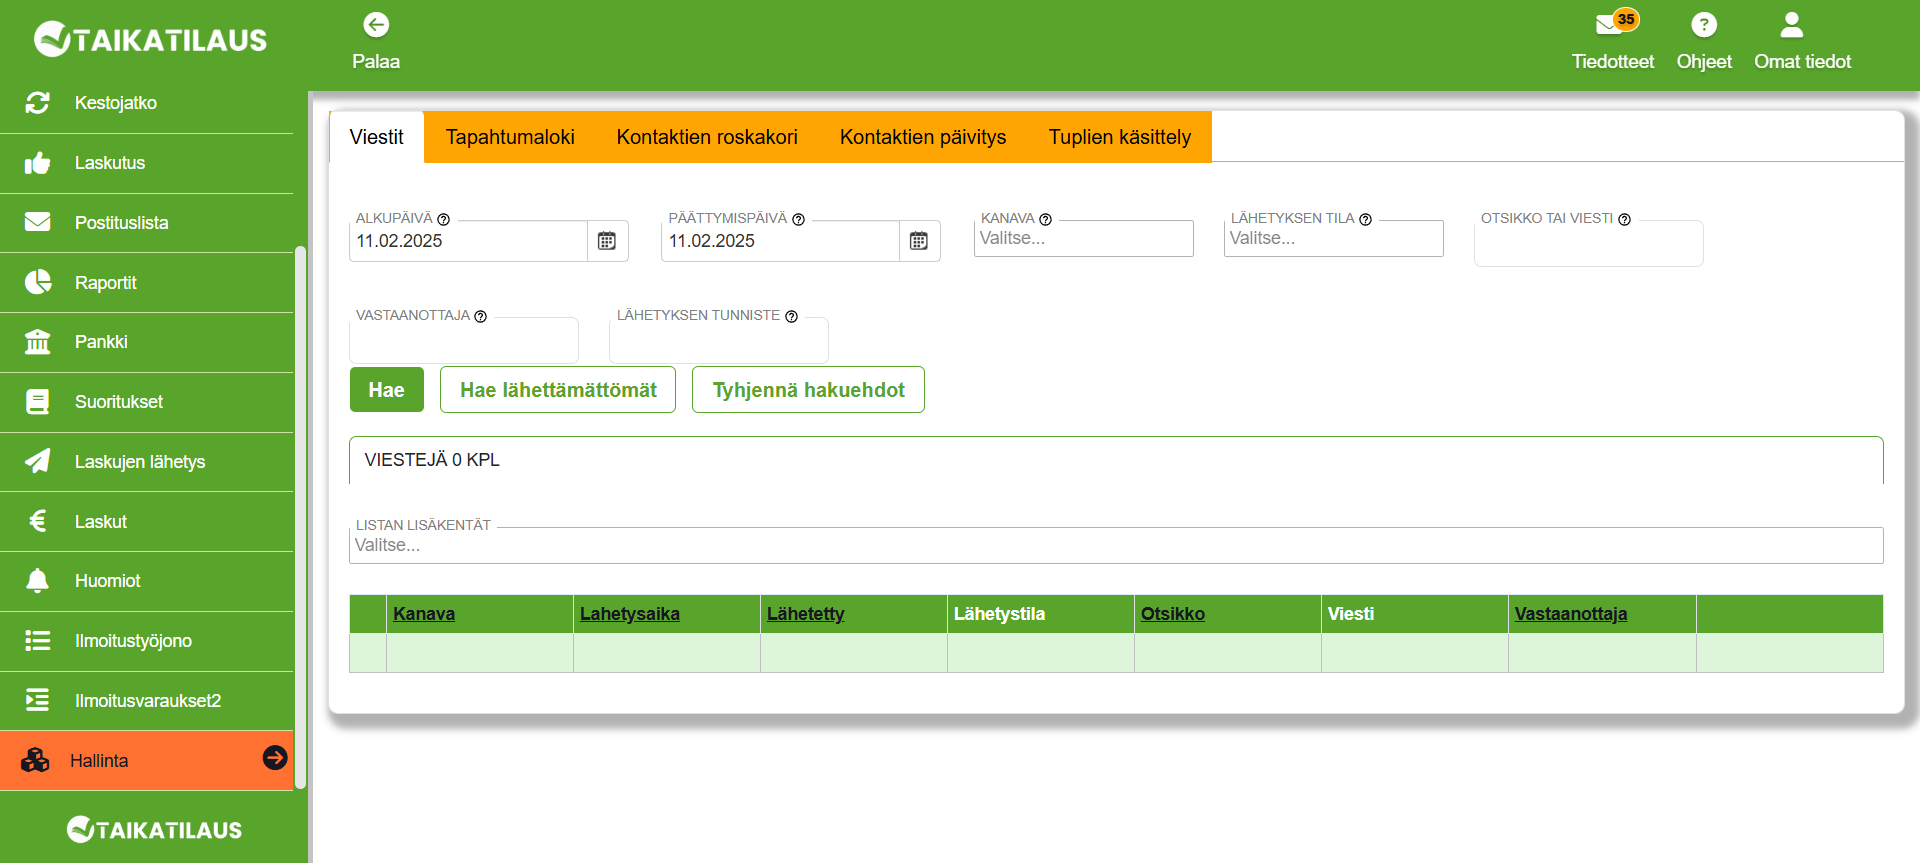 TAIKATILAUS
Palaa
35
Tiedotteet
Ohjeet
Omat tiedot
Kestojatko
Laskutus
Postituslista
Raportit
Pankki
Suoritukset
Laskujen lähetys
Laskut
Huomiot
Ilmoitustyöjono
Ilmoitusvaraukset2
Hallinta
TAIKATILAUS
Viestit
Tapahtumaloki
Kontaktien roskakori
Kontaktien päivitys
Tuplien käsittely
ALKUPÄIVÄ
11.02.2025
PÄÄTTYMISPÄIVÄ
11.02.2025
KANAVA
Valitse...
LÄHETYKSEN TILA
Valitse...
OTSIKKO TAI VIESTI
VASTAANOTTAJA
LÄHETYKSEN TUNNISTE
Hae
Hae lähettämättömät
Tyhjennä hakuehdot
VIESTEJÄ 0 KPL
LISTAN LISÄKENTÄT
Valitse...
Kanava
Lahetysaika
Lähetetty
Lähetystila
Otsikko
Viesti
Vastaanottaja